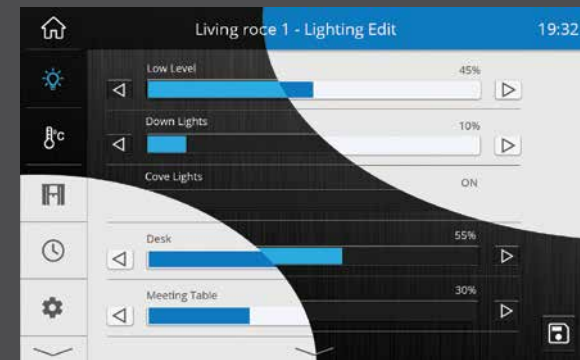 Living roce 1 - Lighting Edit 19:32
Low Level 45%
Down Lights 10%
°C
Cove Lights ON
Desk 55%
Meeting Table 30%